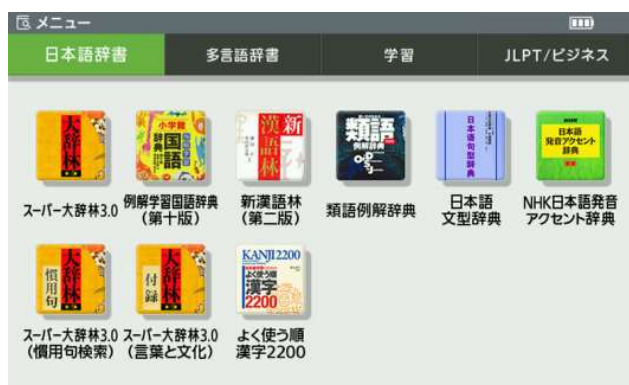 メニュー
日本語辞書
多言語辞書
学習
JLPT/ビジネス
大辞林
小学館
例解学習
国語
辞典
新
漢語林
類語
例解辞典
日本语句型辞典
NHK
日本語
発音アクセント
辞典
スーパー大辞林3.0
例解学習国語辞典
(第十版)
新漢語林
(第二版)
類語例解辞典
日本語
文型辞典
NHK日本語発音
アクセント辞典
大辞林
慣用句
大辞林
付録
KANJI 2200
よく使う順
漢字
2200
スーパー大辞林3.0
(慣用句検索)
スーパー大辞林3.0
(言葉と文化)
よく使う順
漢字2200